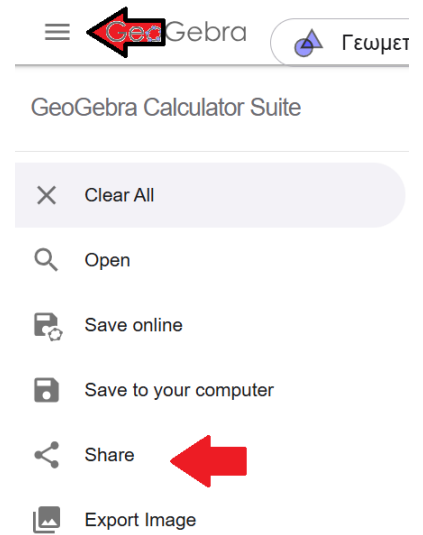 GeoGebra
Γεωμετ
GeoGebra Calculator Suite
Clear All
Open
Save online
Save to your computer
Share
Export Image